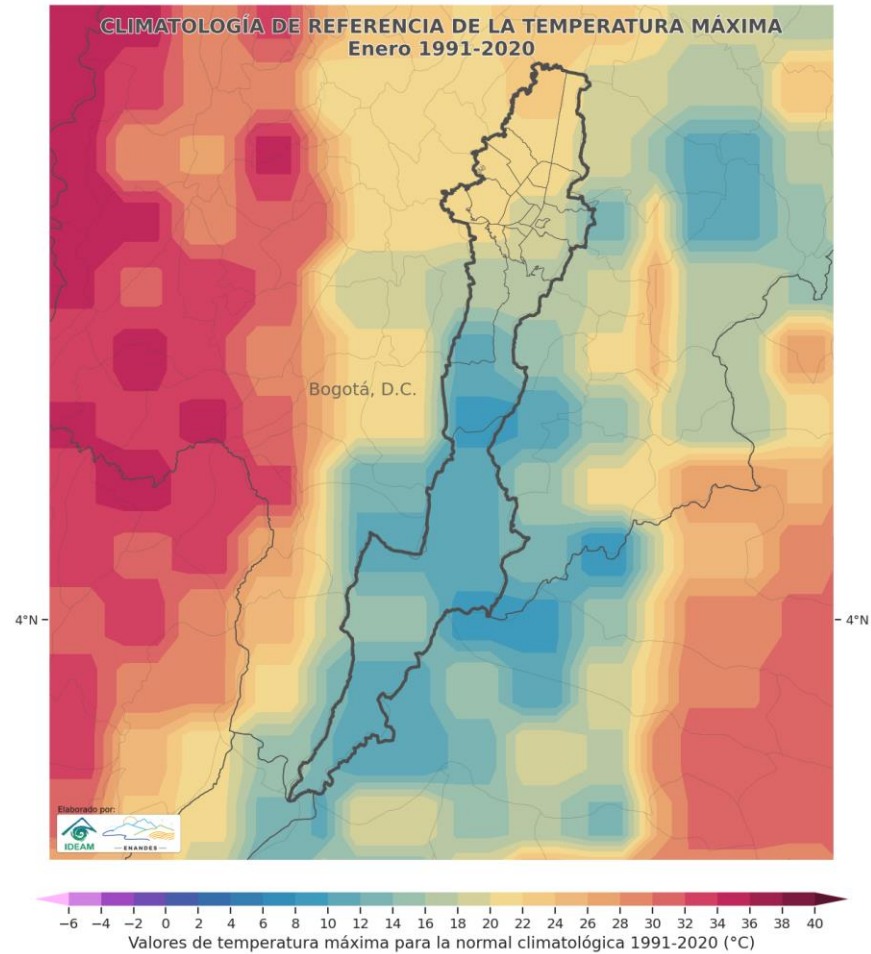 CLIMATOLOGÍA DE REFERENCIA DE LA TEMPERATURA MÁXIMA
Enero 1991-2020
Bogotá, D.C.
4°N
4°N
Elaborado por:
IDEAM
ENANDES
−6 −4 −2 0 2 4 6 8 10 12 14 16 18 20 22 24 26 28 30 32 34 36 38 40
Valores de temperatura máxima para la normal climatológica 1991-2020 (°C)